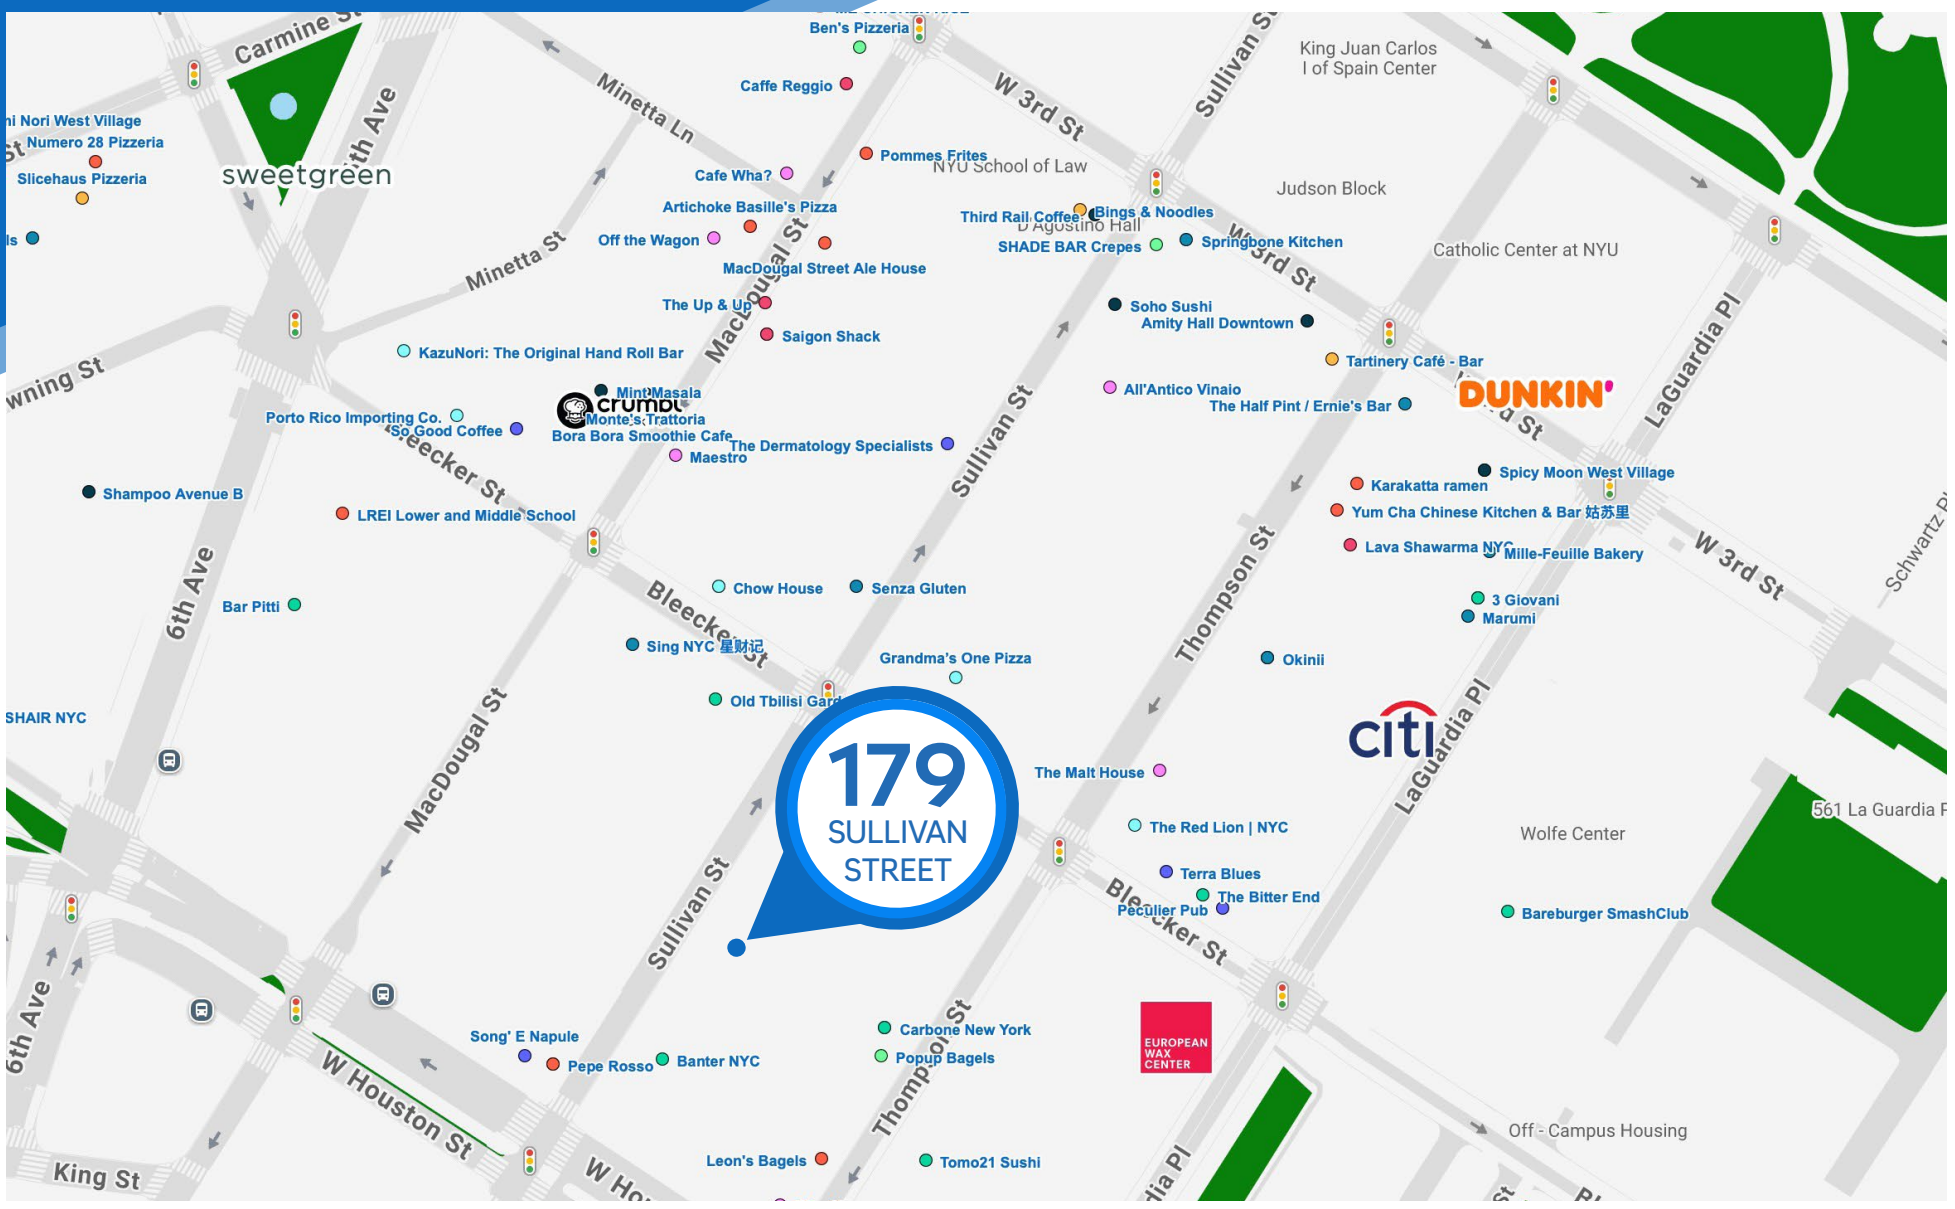 Carmine St
Ben's Pizzeria
Caffe Reggio
W 3rd St
Sullivan St
King Juan Carlos
I of Spain Center
Minetta Ln
6th Ave
Nori West Village
Numero 28 Pizzeria
Slicehaus Pizzeria
sweetgreen
Pommes Frites
NYU School of Law
Cafe Wha?
Judson Block
Artichoke Basille's Pizza
Off the Wagon
MacDougal Street Ale House
Third Rail Coffee
Bings & Noodles
D'Agostino Hall
SHADE BAR Crepes
Springbone Kitchen
W 3rd St
Catholic Center at NYU
Minetta St
MacDougal St
The Up & Up
Saigon Shack
Soho Sushi
Amity Hall Downtown
LaGuardia Pl
KazuNori: The Original Hand Roll Bar
Tartinery Café - Bar
Mint Masala
crumbl
Monte's Trattoria
Bora Bora Smoothie Cafe
Maestro
Porto Rico Importing Co.
So Good Coffee
Bleecker St
The Dermatology Specialists
Sullivan St
All'Antico Vinaio
The Half Pint / Ernie's Bar
DUNKIN'
Shampoo Avenue B
LREI Lower and Middle School
Spicy Moon West Village
Karakatta ramen
Yum Cha Chinese Kitchen & Bar 姑苏里
Lava Shawarma NYC
Mille-Feuille Bakery
W 3rd St
6th Ave
Bar Pitti
Chow House
Senza Gluten
Bleecker St
Thompson St
3 Giovani
Marumi
Sing NYC 星财记
Grandma's One Pizza
Okinii
Old Tbilisi
SHAIR NYC
MacDougal St
citi
LaGuardia Pl
179
SULLIVAN
STREET
The Malt House
561 La Guardia
The Red Lion | NYC
Wolfe Center
Sullivan St
Terra Blues
The Bitter End
Peculier Pub
Bleecker St
Bareburger SmashClub
6th Ave
Song' E Napule
Pepe Rosso
Banter NYC
Carbone New York
Popup Bagels
Thompson St
EUROPEAN
WAX
CENTER
W Houston St
King St
Leon's Bagels
Tomo21 Sushi
Off - Campus Housing